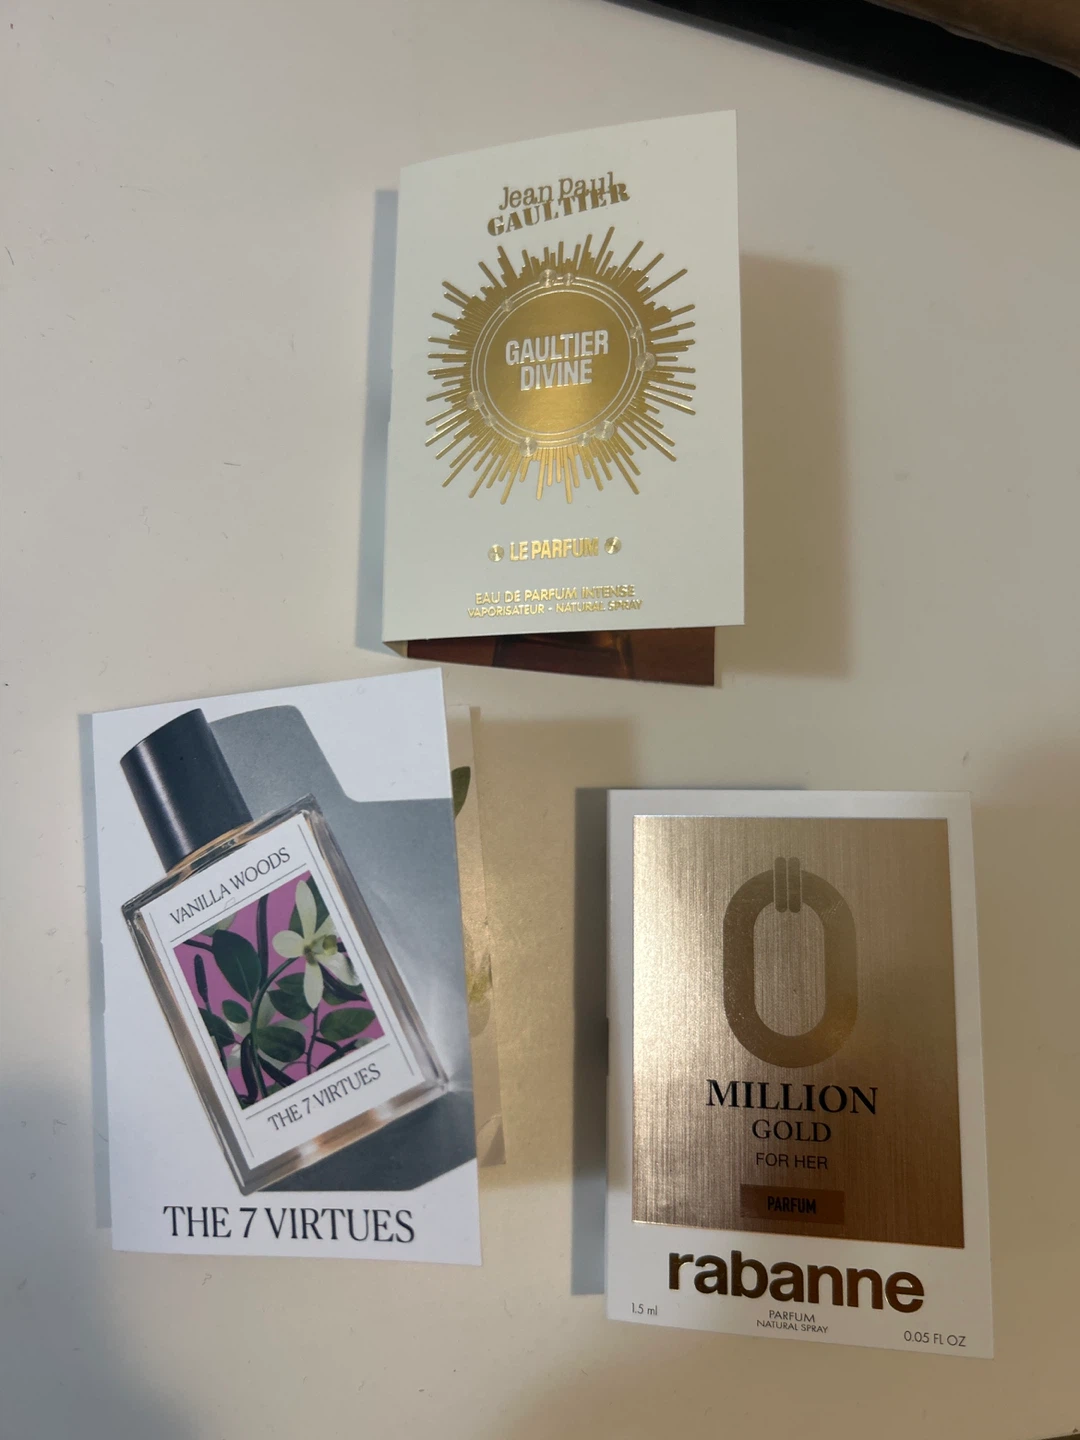 Jean Paul
GAULTIER
GAULTIER
DIVINE
LE PARFUM
EAU DE PARFUM INTENSE
VAPORISATEUR - NATURAL SPRAY
VANILLA WOODS
THE 7 VIRTUES
THE 7 VIRTUES
MILLION
GOLD
FOR HER
PARFUM
rabanne
1.5 ml
PARFUM
NATURAL SPRAY
0.05 FL OZ